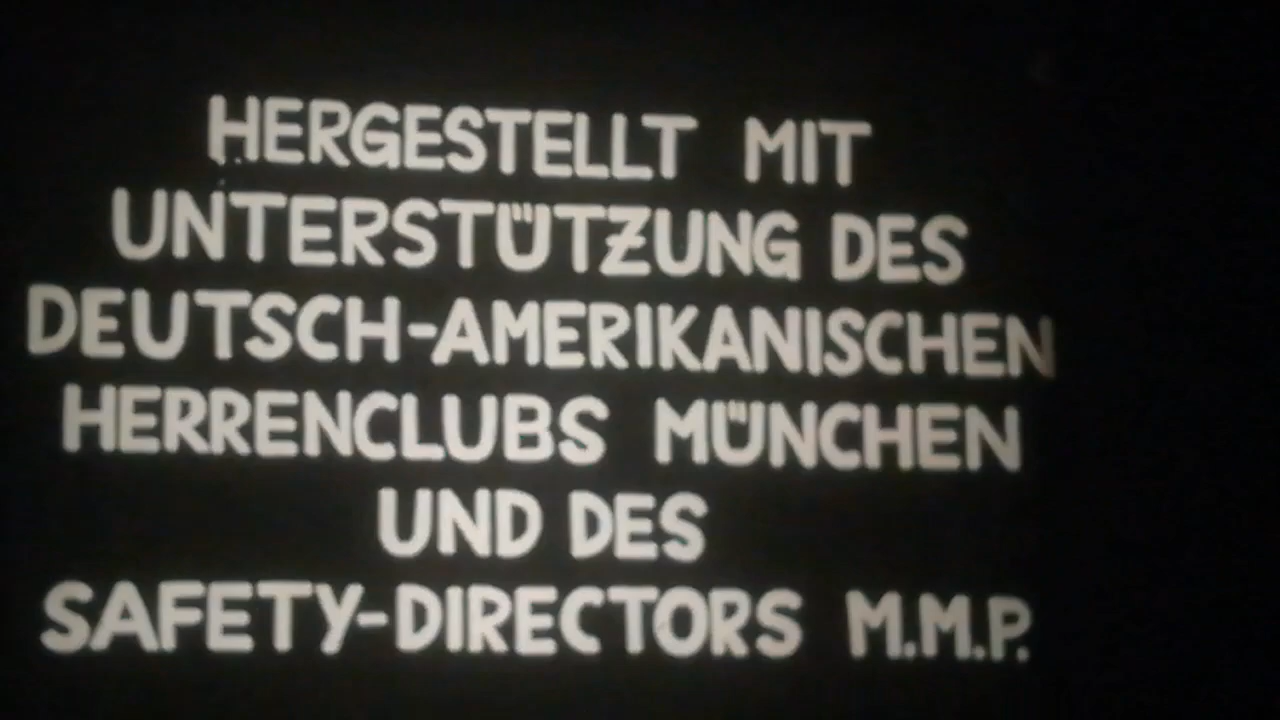 HERGESTELLT MIT
UNTERSTÜTZUNG DES
DEUTSCH-AMERIKANISCHEN
HERRENCLUBS MÜNCHEN
UND DES
SAFETY-DIRECTORS M.M.P.